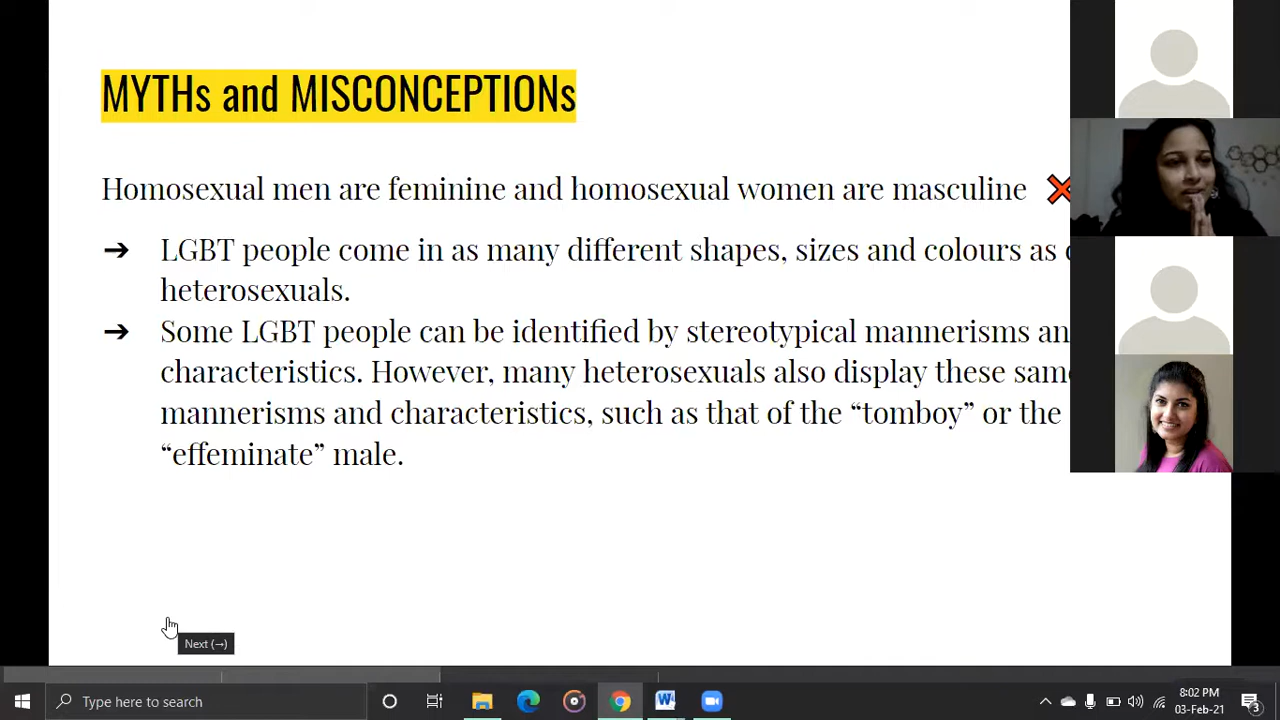 MYTHs and MISCONCEPTIONs
Homosexual men are feminine and homosexual women are masculine
➔ LGBT people come in as many different shapes, sizes and colours as
heterosexuals.
➔ Some LGBT people can be identified by stereotypical mannerisms
characteristics. However, many heterosexuals also display these
mannerisms and characteristics, such as that of the “tomboy” or the
“effeminate” male.
Next (→)
Type here to search
8:02 PM
03-Feb-21
3